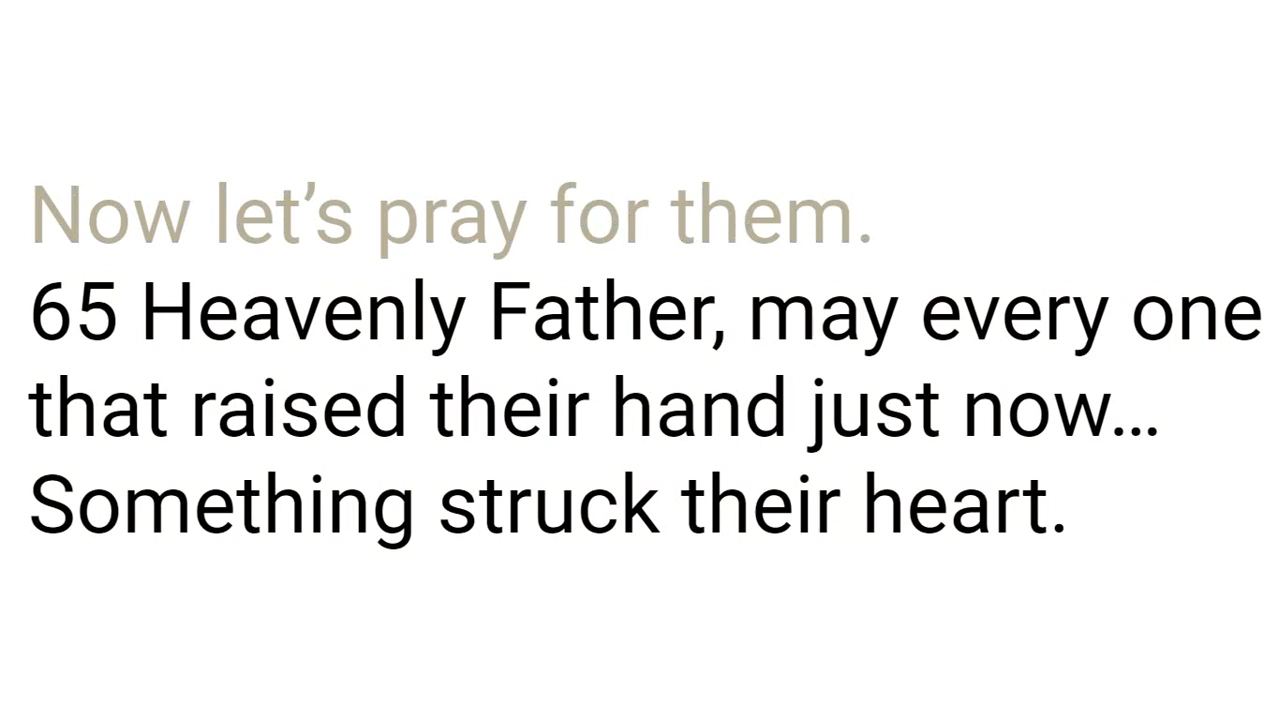 Now let’s pray for them.
65 Heavenly Father, may every one
that raised their hand just now…
Something struck their heart.